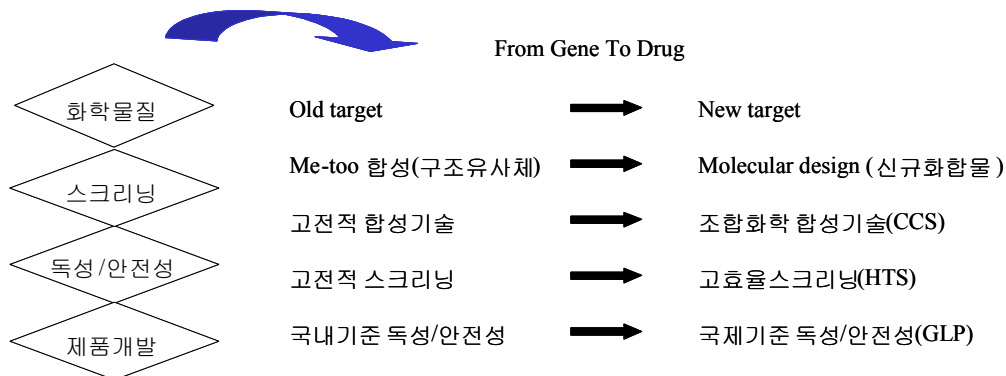 From Gene To Drug
화학물질
Old target
New target
Me-too 합성(구조유사체)
Molecular design (신규화합물 )
스크리닝
고전적 합성기술
조합화학 합성기술(CCS)
독성/안전성
고전적 스크리닝
고효율스크리닝(HTS)
국내기준 독성/안전성
국제기준 독성/안전성(GLP)
제품개발